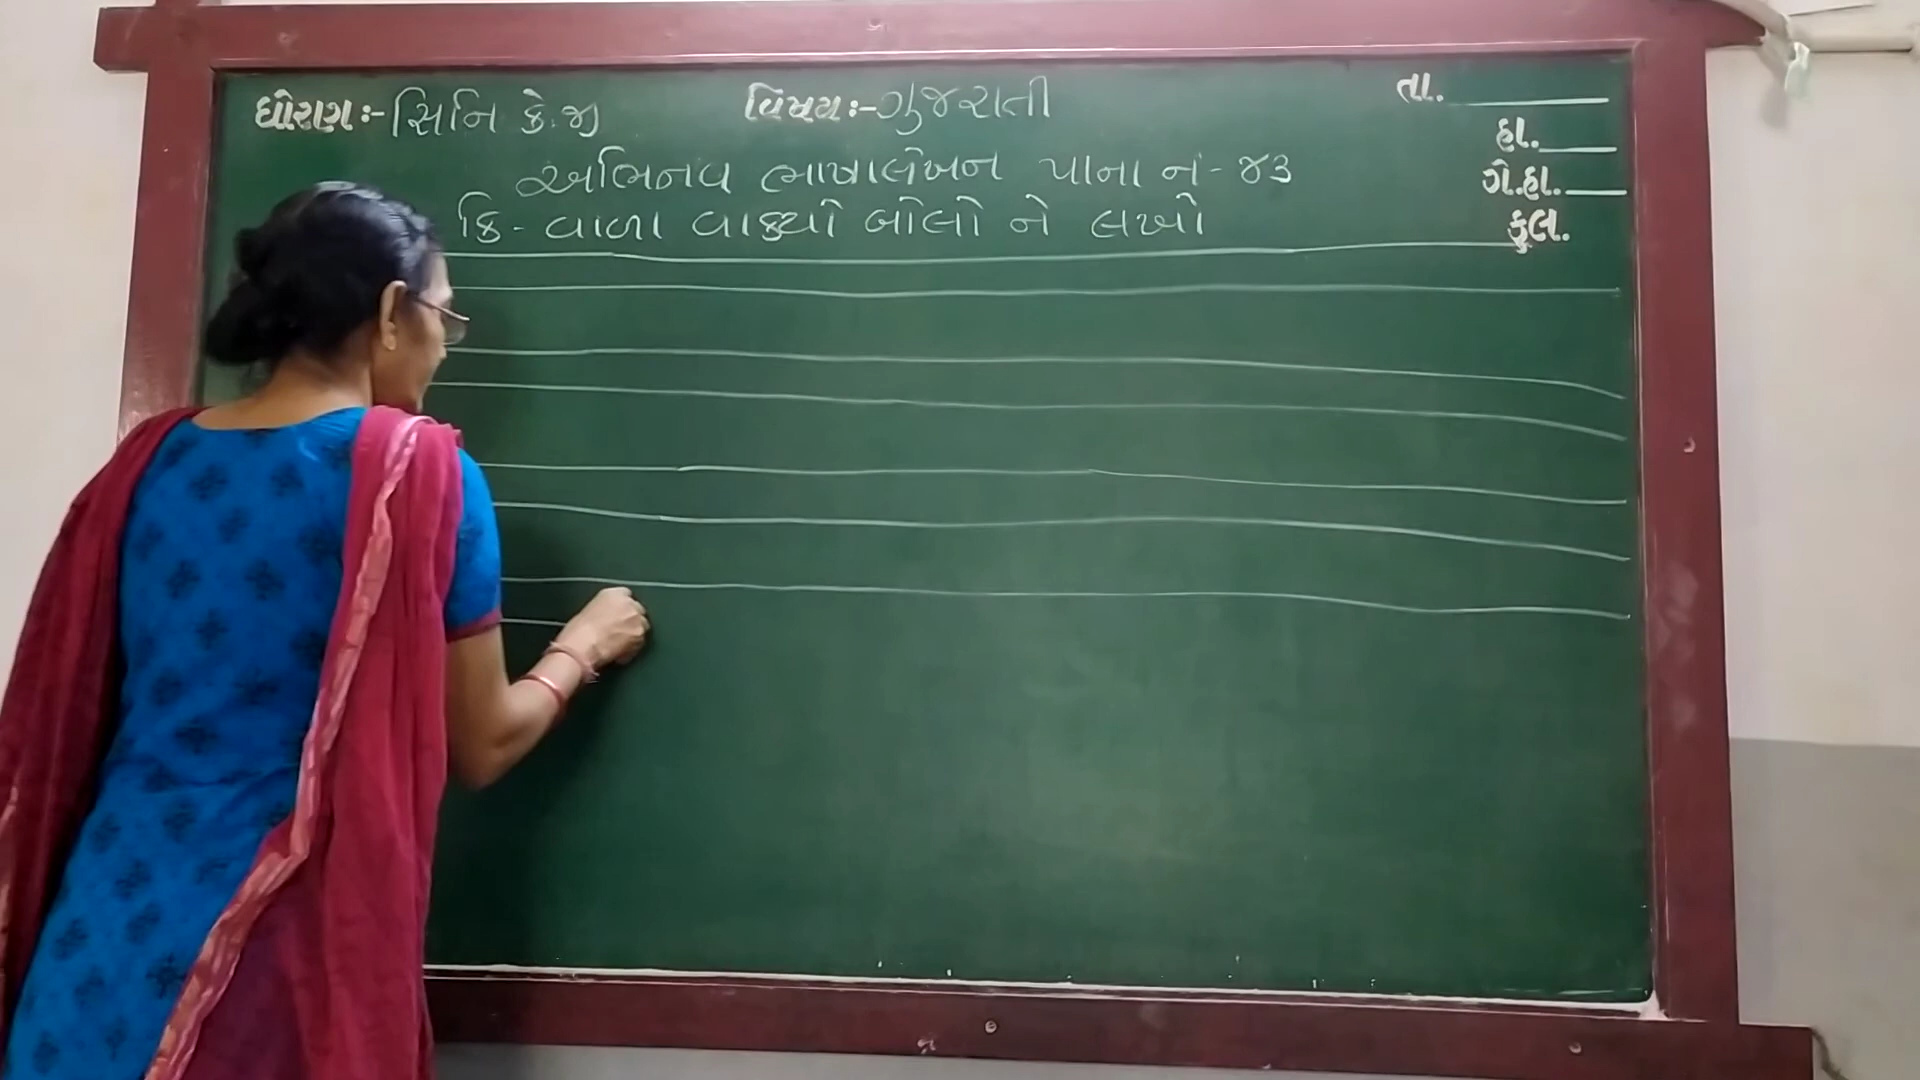 ધોરણ:- સિનિ કે.જી વિષય:- ગુજરાતી
તા.
હા.
ગે.હા.
કુલ.
અભિનવ ભાષાલેખન પાના નં - ૪૩
કિ - વાળા વાક્યો બોલો ને લખો